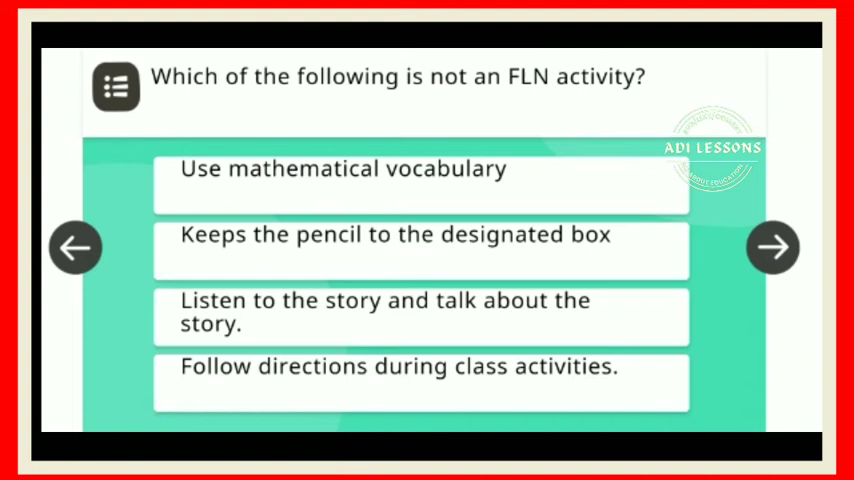 Which of the following is not an FLN activity?
ADI LESSONS
Use mathematical vocabulary
Keeps the pencil to the designated box
Listen to the story and talk about the
story.
Follow directions during class activities.